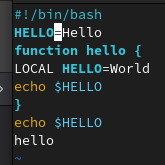 #!/bin/bash
HELLO=Hello
function hello {
LOCAL HELLO=World
echo $HELLO
}
echo $HELLO
hello
~